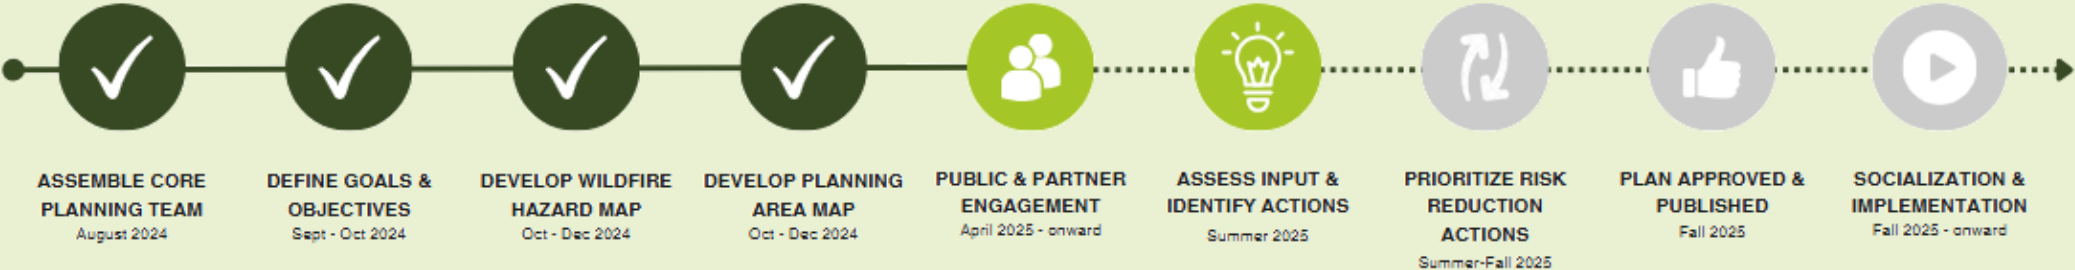 ASSEMBLE CORE
PLANNING TEAM
August 2024
DEFINE GOALS &
OBJECTIVES
Sept - Oct 2024
DEVELOP WILDFIRE
HAZARD MAP
Oct - Dec 2024
DEVELOP PLANNING
AREA MAP
Oct - Dec 2024
PUBLIC & PARTNER
ENGAGEMENT
April 2025 - onward
ASSESS INPUT &
IDENTIFY ACTIONS
Summer 2025
PRIORITIZE RISK
REDUCTION
ACTIONS
Summer-Fall 2025
PLAN APPROVED &
PUBLISHED
Fall 2025
SOCIALIZATION &
IMPLEMENTATION
Fall 2025 - onward